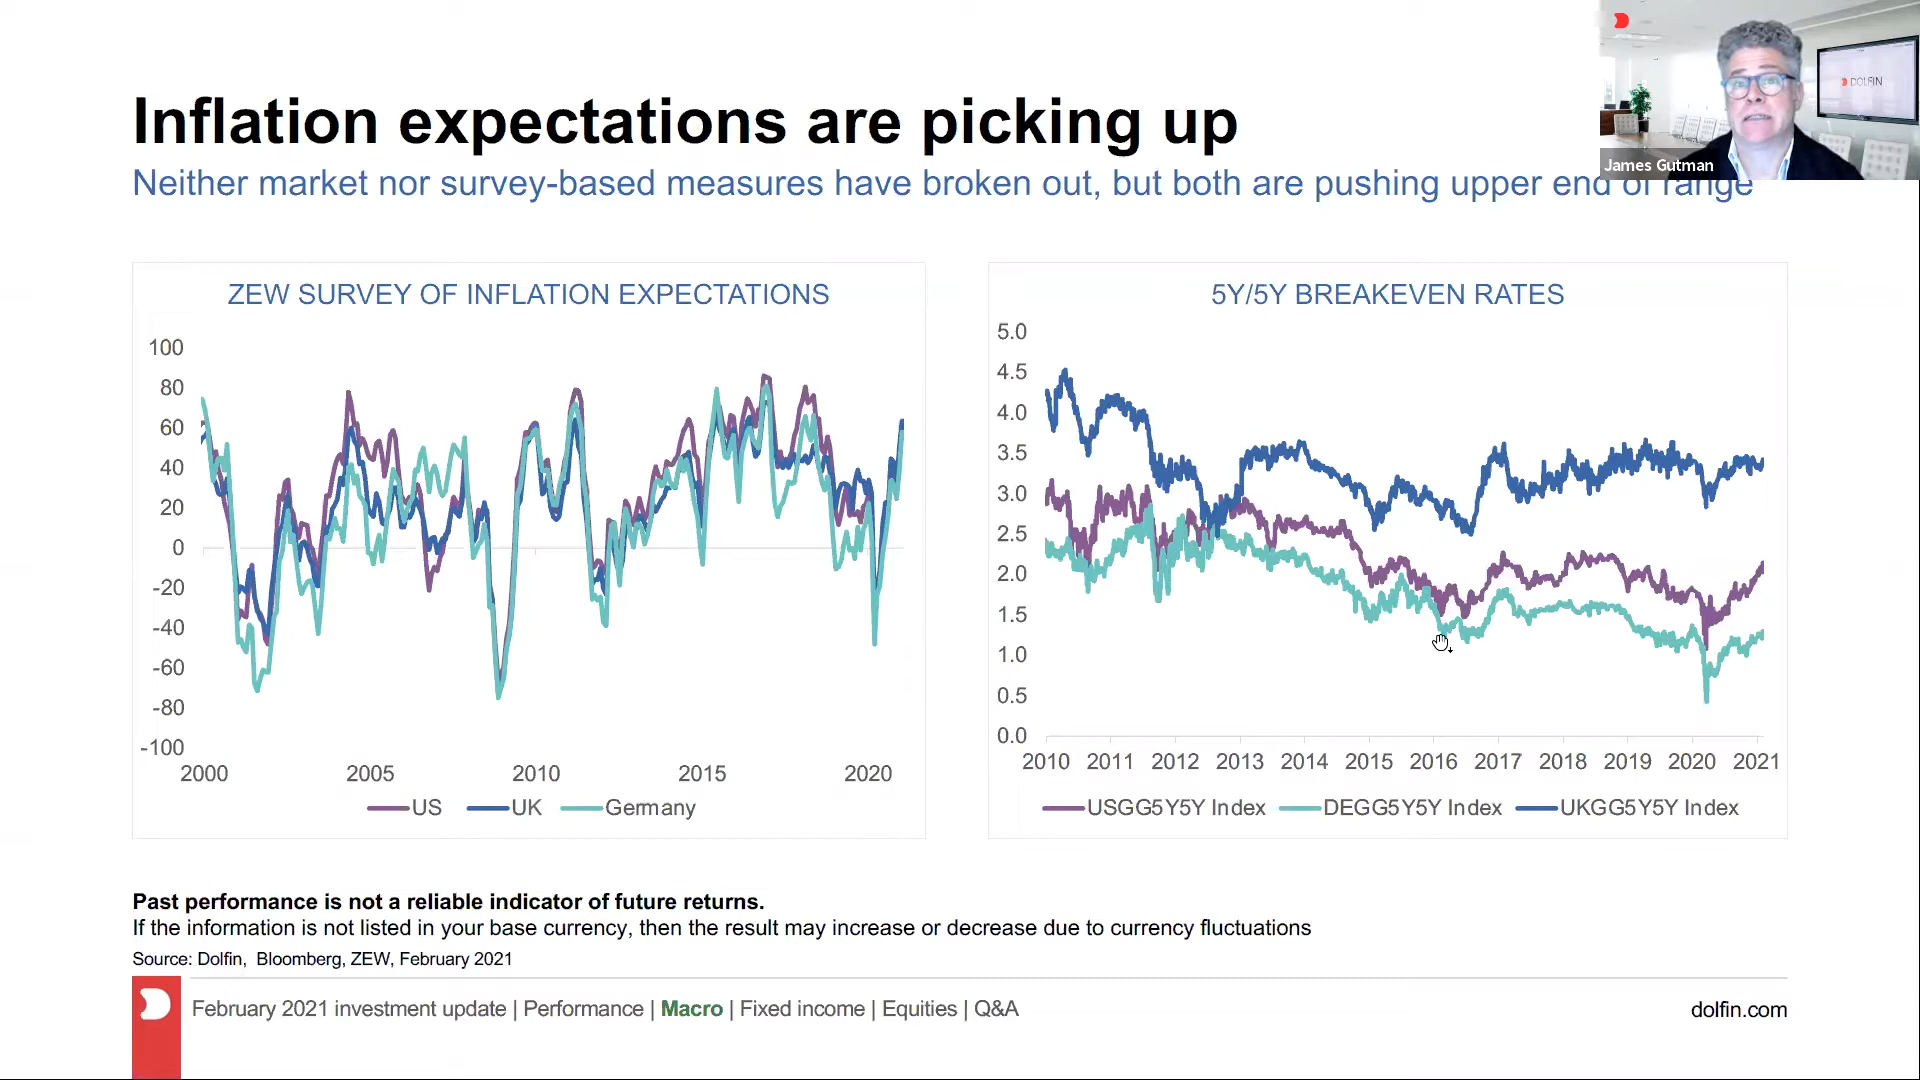 Inflation expectations are picking up
Neither market nor survey-based measures have broken out, but both are pushing upper end of range
DOLFIN
James Gutman
ZEW SURVEY OF INFLATION EXPECTATIONS
100
80
60
40
20
0
-20
-40
-60
-80
-100
2000 2005 2010 2015 2020
US UK Germany
5Y/5Y BREAKEVEN RATES
5.0
4.5
4.0
3.5
3.0
2.5
2.0
1.5
1.0
0.5
0.0
2010 2011 2012 2013 2014 2015 2016 2017 2018 2019 2020 2021
USGG5Y5Y Index DEGG5Y5Y Index UKGG5Y5Y Index
Past performance is not a reliable indicator of future returns.
If the information is not listed in your base currency, then the result may increase or decrease due to currency fluctuations
Source: Dolfin, Bloomberg, ZEW, February 2021
February 2021 investment update | Performance | Macro | Fixed income | Equities | Q&A
dolfin.com